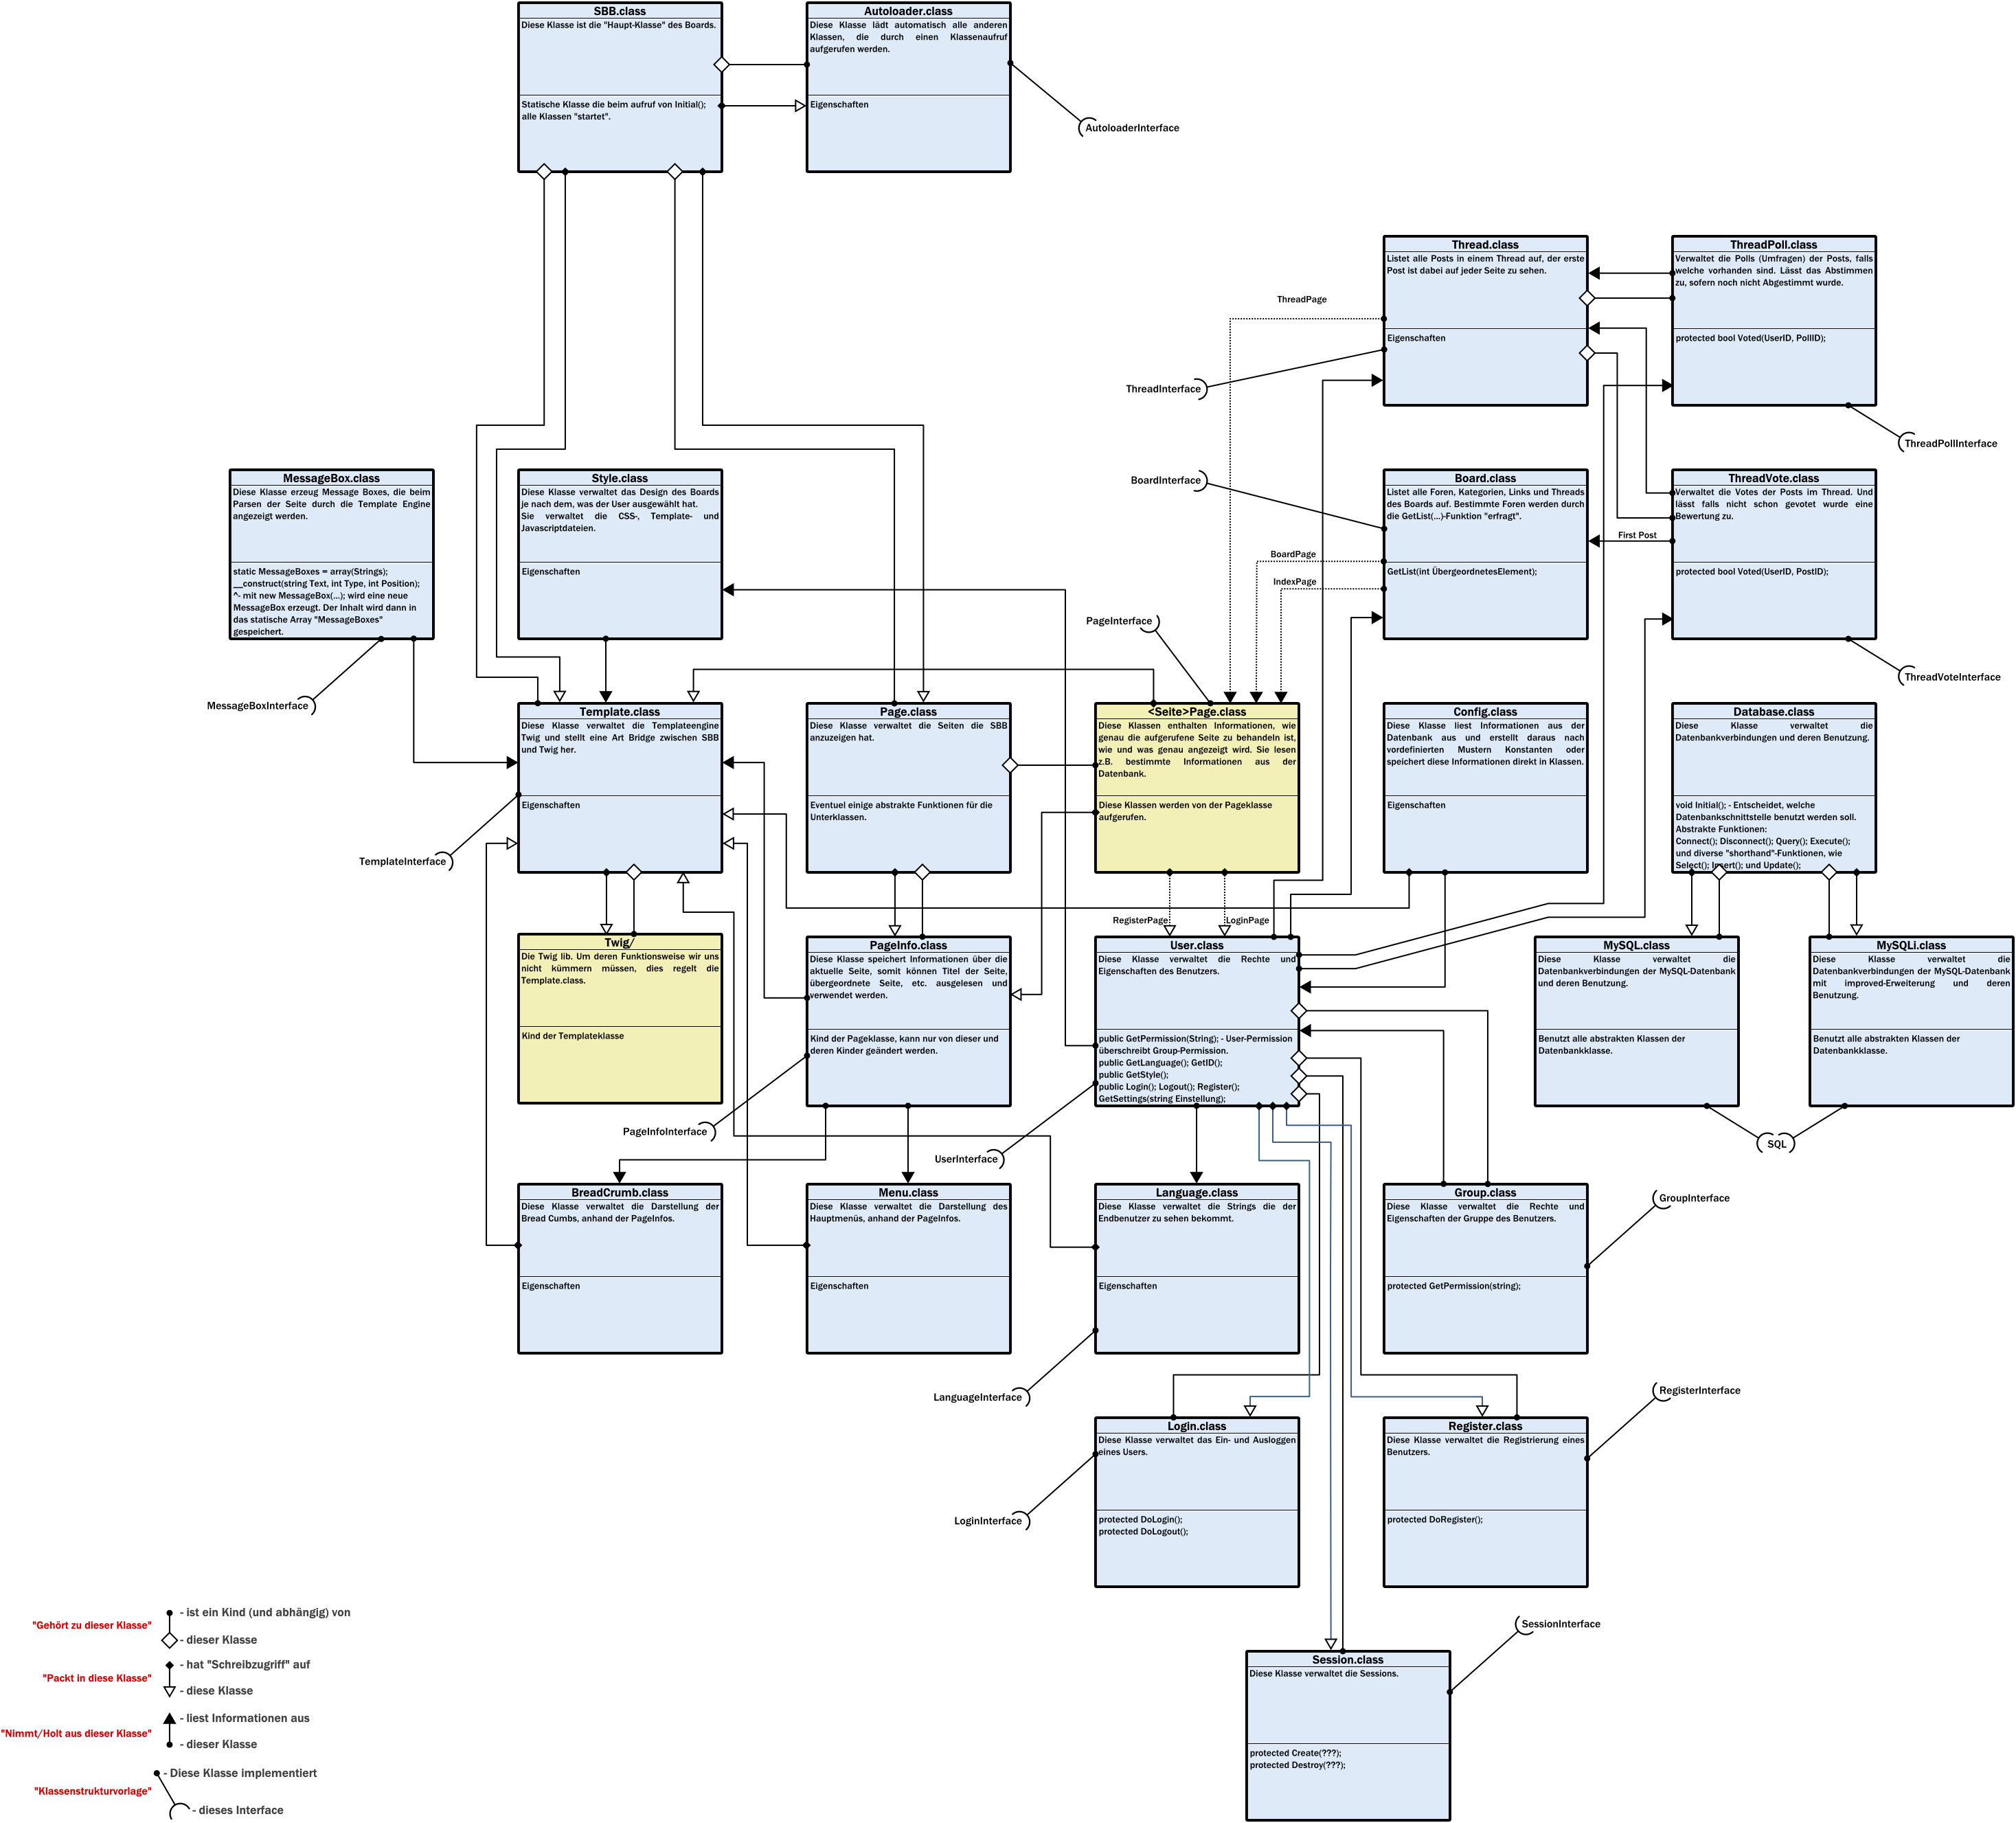 SBB.class
Diese Klasse ist die "Haupt-Klasse" des Boards.
Statische Klasse die beim aufruf von Initial();
alle Klassen "startet".
Autoloader.class
Diese Klasse lädt automatisch alle anderen
Klassen, die durch einen Klassenaufruf
aufgerufen werden.
Eigenschaften
AutoloaderInterface
Thread.class
Listet alle Posts in einem Thread auf, der erste
Post ist dabei auf jeder Seite zu sehen.
Eigenschaften
ThreadPoll.class
Verwaltet die Polls (Umfragen) der Posts, falls
welche vorhanden sind. Lässt das Abstimmen
zu, sofern noch nicht Abgestimmt wurde.
protected bool Voted(UserID, PollID);
ThreadPage
ThreadInterface
ThreadPollInterface
MessageBox.class
Diese Klasse erzeug Message Boxes, die beim
Parsen der Seite durch die Template Engine
angezeigt werden.
static MessageBoxes = array(Strings);
__construct(string Text, int Type, int Position);
^- mit new MessageBox(...); wird eine neue
MessageBox erzeugt. Der Inhalt wird dann in
das statische Array "MessageBoxes"
gespeichert.
MessageBoxInterface
Style.class
Diese Klasse verwaltet das Design des Boards
je nach dem, was der User ausgewählt hat.
Sie verwaltet die CSS-, Template- und
Javascriptdateien.
Eigenschaften
BoardInterface
Board.class
Listet alle Foren, Kategorien, Links und Threads
des Boards auf. Bestimmte Foren werden durch
die GetList(...)-Funktion "erfragt".
GetList(int ÜbergeordnetesElement);
BoardPage
IndexPage
First Post
ThreadVote.class
Verwaltet die Votes der Posts im Thread. Und
lässt falls nicht schon gevotet wurde eine
Bewertung zu.
protected bool Voted(UserID, PostID);
ThreadVoteInterface
PageInterface
Template.class
Diese Klasse verwaltet die Templateengine
Twig und stellt eine Art Bridge zwischen SBB
und Twig her.
Eigenschaften
TemplateInterface
Page.class
Diese Klasse verwaltet die Seiten die SBB
anzuzeigen hat.
Eventuel einige abstrakte Funktionen für die
Unterklassen.
<Seite>Page.class
Diese Klassen enthalten Informationen, wie
genau die aufgerufene Seite zu behandeln ist,
wie und was genau angezeigt wird. Sie lesen
z.B. bestimmte Informationen aus der
Datenbank.
Diese Klassen werden von der Pageklasse
aufgerufen.
Config.class
Diese Klasse liest Informationen aus der
Datenbank aus und erstellt daraus nach
vordefinierten Mustern Konstanten oder
speichert diese Informationen direkt in Klassen.
Eigenschaften
Database.class
Diese Klasse verwaltet die
Datenbankverbindungen und deren Benutzung.
void Initial(); - Entscheidet, welche
Datenbankschnittstelle benutzt werden soll.
Abstrakte Funktionen:
Connect(); Disconnect(); Query(); Execute();
und diverse "shorthand"-Funktionen, wie
Select(); Insert(); und Update();
RegisterPage
LoginPage
Twig/
Die Twig lib. Um deren Funktionsweise wir uns
nicht kümmern müssen, dies regelt die
Template.class.
Kind der Templateklasse
PageInfo.class
Diese Klasse speichert Informationen über die
aktuelle Seite, somit können Titel der Seite,
übergeordnete Seite, etc. ausgelesen und
verwendet werden.
Kind der Pageklasse, kann nur von dieser und
deren Kinder geändert werden.
PageInfoInterface
User.class
Diese Klasse verwaltet die Rechte und
Eigenschaften des Benutzers.
public GetPermission(String); - User-Permission
überschreibt Group-Permission.
public GetLanguage(); GetID();
public GetStyle();
public Login(); Logout(); Register();
GetSettings(string Einstellung);
UserInterface
MySQL.class
Diese Klasse verwaltet die
Datenbankverbindungen der MySQL-Datenbank
und deren Benutzung.
Benutzt alle abstrakten Klassen der
Datenbankklasse.
MySQLi.class
Diese Klasse verwaltet die
Datenbankverbindungen der MySQL-Datenbank
mit improved-Erweiterung und deren
Benutzung.
Benutzt alle abstrakten Klassen der
Datenbankklasse.
SQL
BreadCrumb.class
Diese Klasse verwaltet die Darstellung der
Bread Cumbs, anhand der PageInfos.
Eigenschaften
Menu.class
Diese Klasse verwaltet die Darstellung des
Hauptmenüs, anhand der PageInfos.
Eigenschaften
Language.class
Diese Klasse verwaltet die Strings die der
Endbenutzer zu sehen bekommt.
Eigenschaften
LanguageInterface
Group.class
Diese Klasse verwaltet die Rechte und
Eigenschaften der Gruppe des Benutzers.
protected GetPermission(string);
GroupInterface
Login.class
Diese Klasse verwaltet das Ein- und Ausloggen
eines Users.
protected DoLogin();
protected DoLogout();
LoginInterface
Register.class
Diese Klasse verwaltet die Registrierung eines
Benutzers.
protected DoRegister();
RegisterInterface
Session.class
Diese Klasse verwaltet die Sessions.
protected Create(???);
protected Destroy(???);
SessionInterface
"Gehört zu dieser Klasse"
- ist ein Kind (und abhängig) von
- dieser Klasse
"Packt in diese Klasse"
- hat "Schreibzugriff" auf
- diese Klasse
"Nimmt/Holt aus dieser Klasse"
- liest Informationen aus
- dieser Klasse
"Klassenstrukturvorlage"
- Diese Klasse implementiert
- dieses Interface